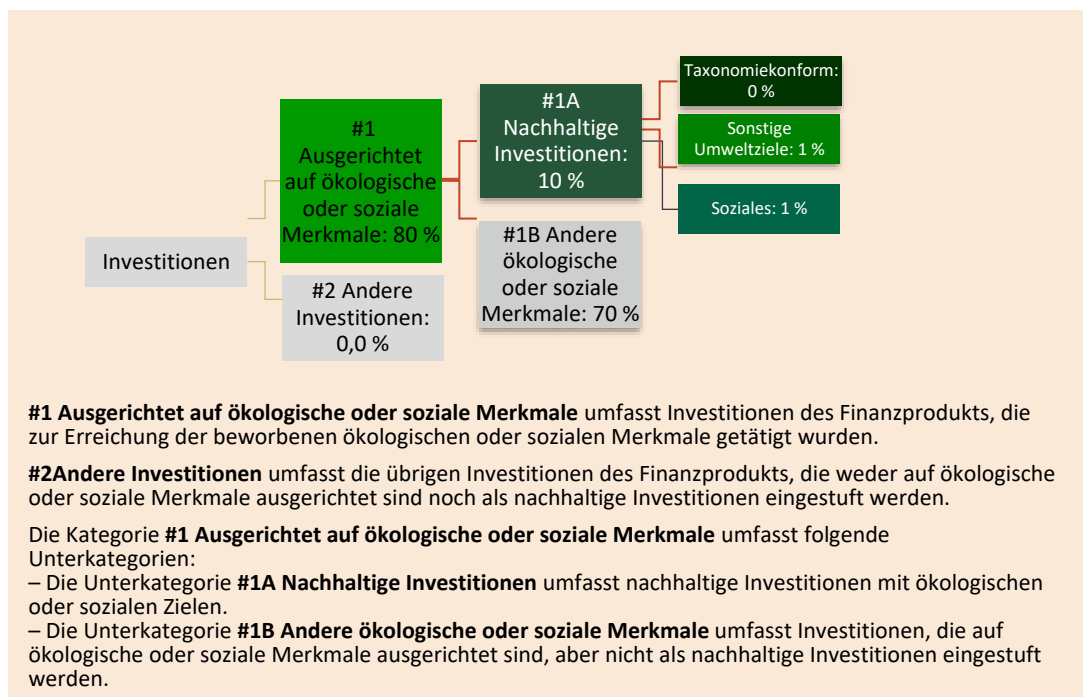 Investitionen
#1
Ausgerichtet
auf ökologische
oder soziale
Merkmale: 80 %
#2 Andere
Investitionen:
0,0 %
#1A
Nachhaltige
Investitionen:
10 %
#1B Andere
ökologische
oder soziale
Merkmale: 70 %
Taxonomiekonform:
0 %
Sonstige
Umweltziele: 1 %
Soziales: 1 %
#1 Ausgerichtet auf ökologische oder soziale Merkmale umfasst Investitionen des Finanzprodukts, die
zur Erreichung der beworbenen ökologischen oder sozialen Merkmale getätigt wurden.
#2Andere Investitionen umfasst die übrigen Investitionen des Finanzprodukts, die weder auf ökologische
oder soziale Merkmale ausgerichtet sind noch als nachhaltige Investitionen eingestuft werden.
Die Kategorie #1 Ausgerichtet auf ökologische oder soziale Merkmale umfasst folgende
Unterkategorien:
– Die Unterkategorie #1A Nachhaltige Investitionen umfasst nachhaltige Investitionen mit ökologischen
oder sozialen Zielen.
– Die Unterkategorie #1B Andere ökologische oder soziale Merkmale umfasst Investitionen, die auf
ökologische oder soziale Merkmale ausgerichtet sind, aber nicht als nachhaltige Investitionen eingestuft
werden.